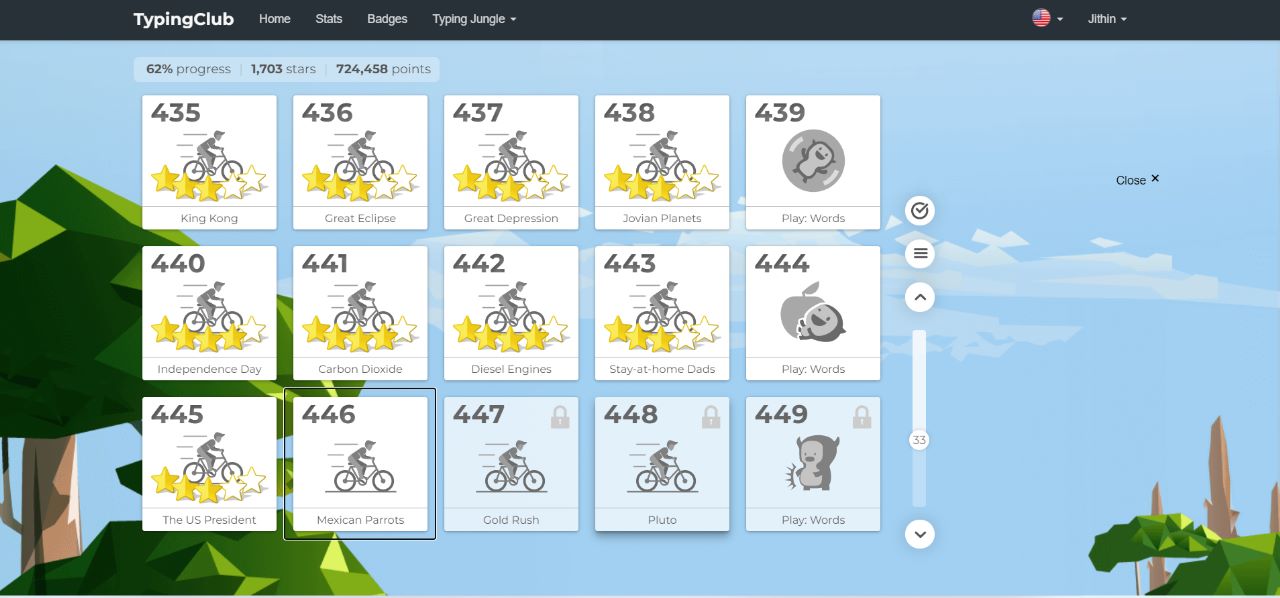 TypingClub Home Stats Badges Typing Jungle Jithin
62% progress | 1,703 stars | 724,458 points
435 436 437 438 439
King Kong Great Eclipse Great Depression Jovian Planets Play: Words
Close ×
440 441 442 443 444
Independence Day Carbon Dioxide Diesel Engines Stay-at-home Dads Play: Words
445 446 447 448 449
33
The US President Mexican Parrots Gold Rush Pluto Play: Words